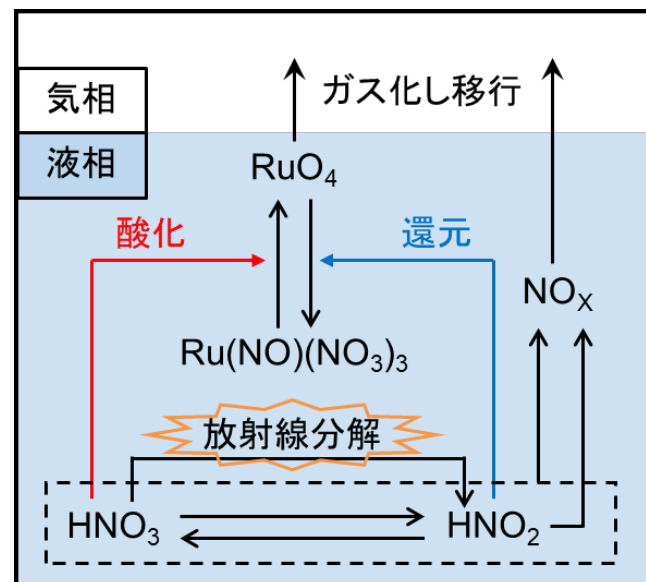 気相
ガス化し移行
液相
RuO₄
酸化
還元
NOₓ
Ru(NO)(NO₃)₃
放射線分解
HNO₃
HNO₂